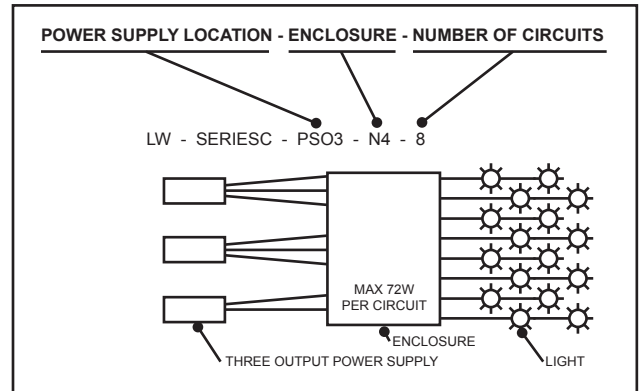 POWER SUPPLY LOCATION - ENCLOSURE - NUMBER OF CIRCUITS
LW - SERIESC - PSO3 - N4 - 8
MAX 72W
PER CIRCUIT
ENCLOSURE
THREE OUTPUT POWER SUPPLY
LIGHT